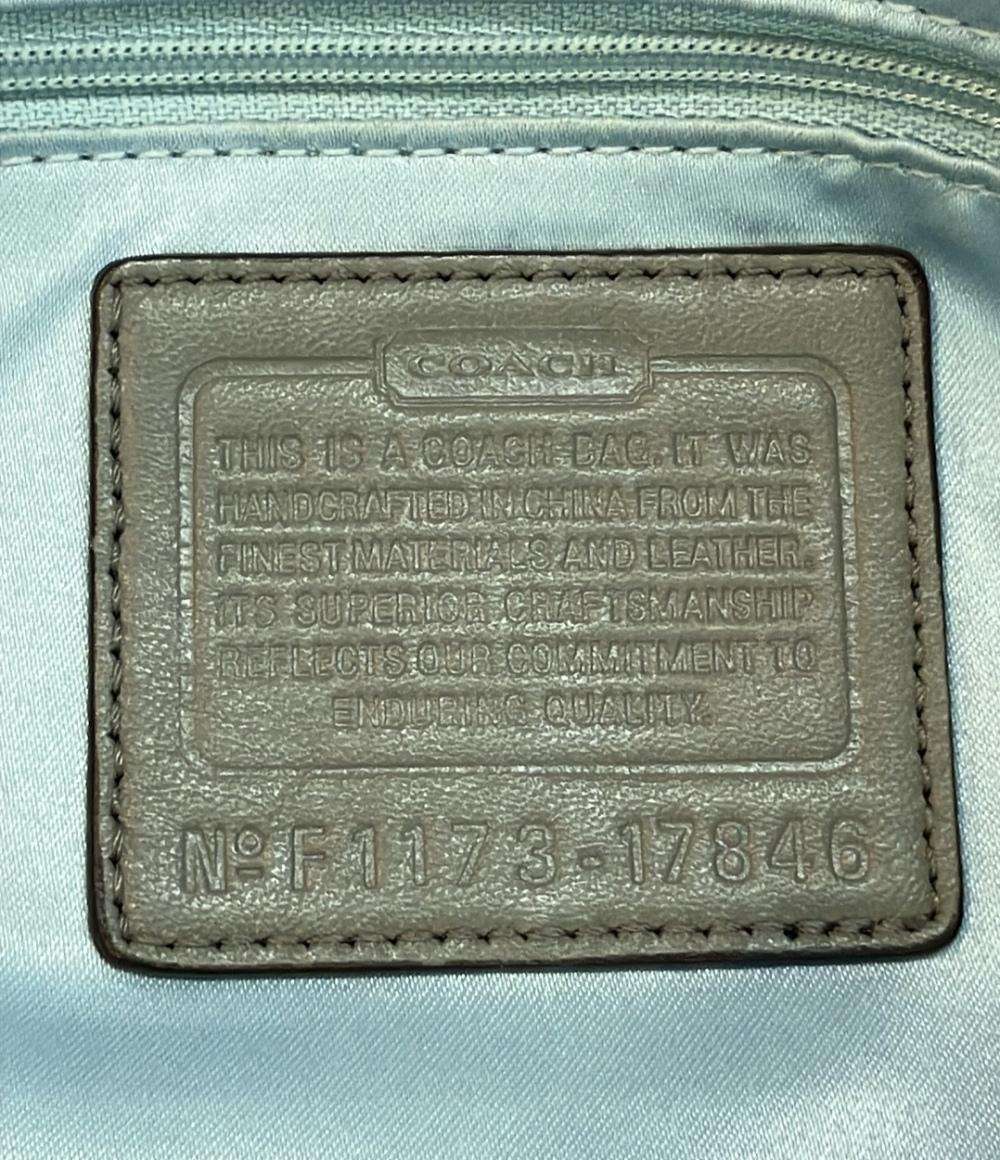 COACH
THIS IS A COACH BAG. IT WAS
HANDCRAFTED IN CHINA FROM THE
FINEST MATERIALS AND LEATHER.
ITS SUPERIOR CRAFTSMANSHIP
REFLECTS OUR COMMITMENT TO
ENDURING QUALITY.
Nº F1173-17846